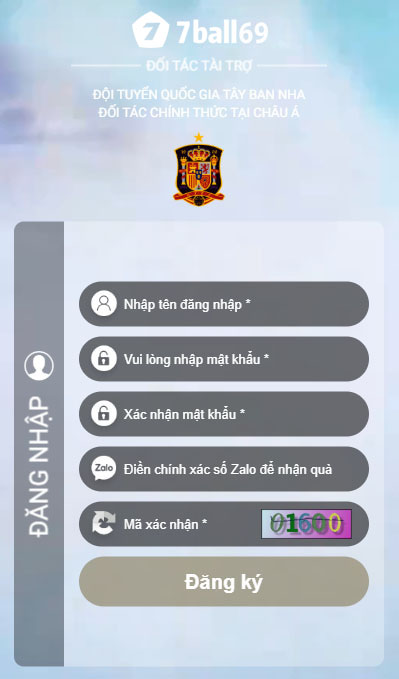 7ball69
ĐỐI TÁC TÀI TRỢ
ĐỘI TUYỂN QUỐC GIA TÂY BAN NHA
ĐỐI TÁC CHÍNH THỨC TẠI CHÂU Á
ĐĂNG NHẬP
Nhập tên đăng nhập *
Vui lòng nhập mật khẩu *
Xác nhận mật khẩu *
Zalo Điền chính xác số Zalo để nhận quà
Mã xác nhận * 01600
Đăng ký